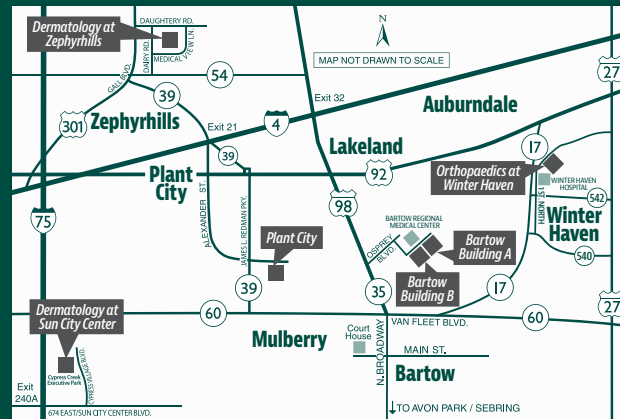 DAUGHTERY RD.
Dermatology at
Zephyrhills
DAIRY RD.
VIEW LN.
MEDICAL
N
MAP NOT DRAWN TO SCALE
GALL BLVD.
54
27
39
Exit 32
Auburndale
301
Zephyrhills
Exit 21
4
17
39
Lakeland
92
Orthopaedics at
Winter Haven
Plant
City
WINTER HAVEN
HOSPITAL
1ST. NORTH
542
75
ALEXANDER ST.
JAMES L. REDMAN PKY.
98
BARTOW REGIONAL
MEDICAL CENTER
Winter
Haven
Plant City
OSPREY
BLVD.
Bartow
Building A
540
Bartow
Building B
39
35
17
27
Dermatology at
Sun City Center
60
VAN FLEET BLVD.
60
Mulberry
Court
House
N. BROADWAY
MAIN ST.
Bartow
Cypress Creek
Executive Park
CYPRESS VILLAGE BLVD.
Exit
240A
674 EAST/SUN CITY CENTER BLVD.
TO AVON PARK / SEBRING